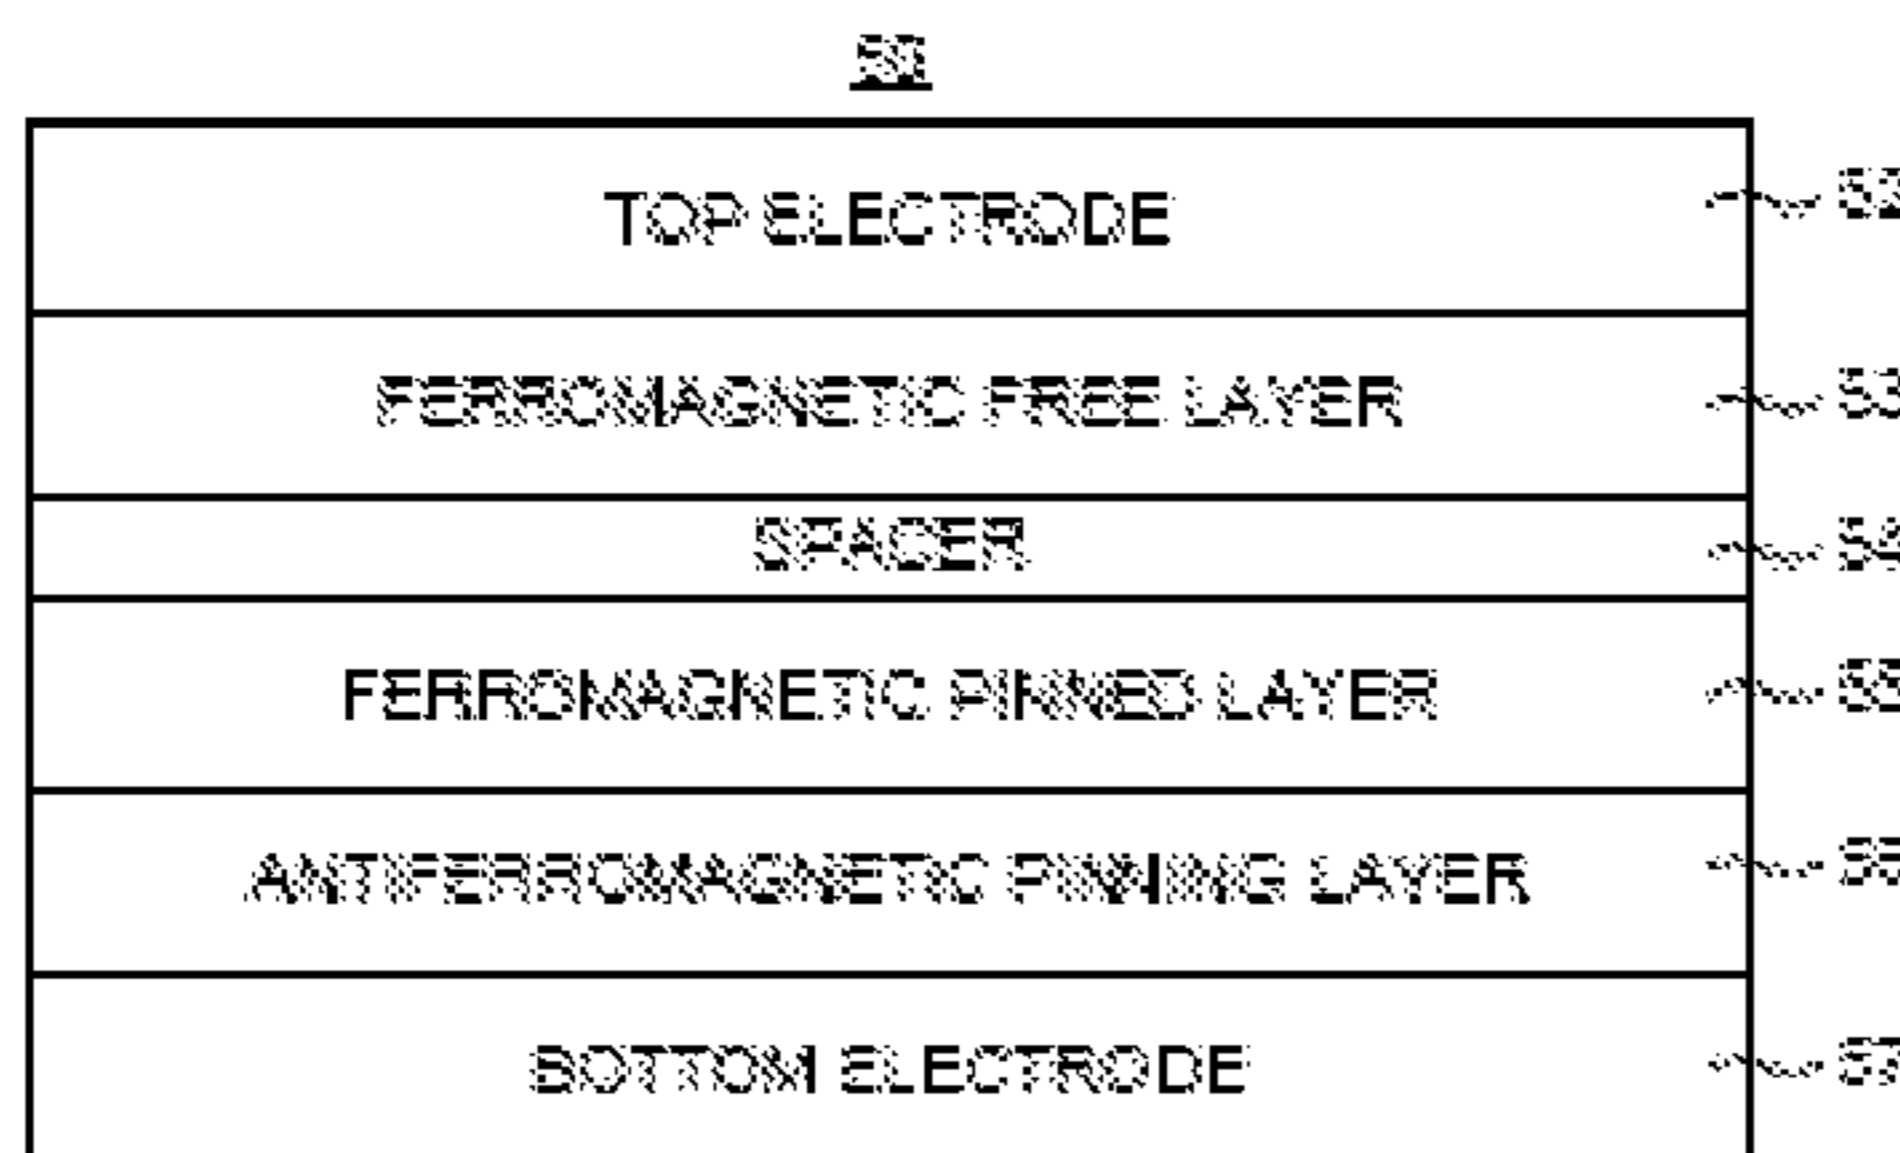 TOP ELECTRODE
FERROMAGNETIC FREE LAYER
SPACER
FERROMAGNETIC PINNED LAYER
ANTIFERROMAGNETIC PINNING LAYER
BOTTOM ELECTRODE